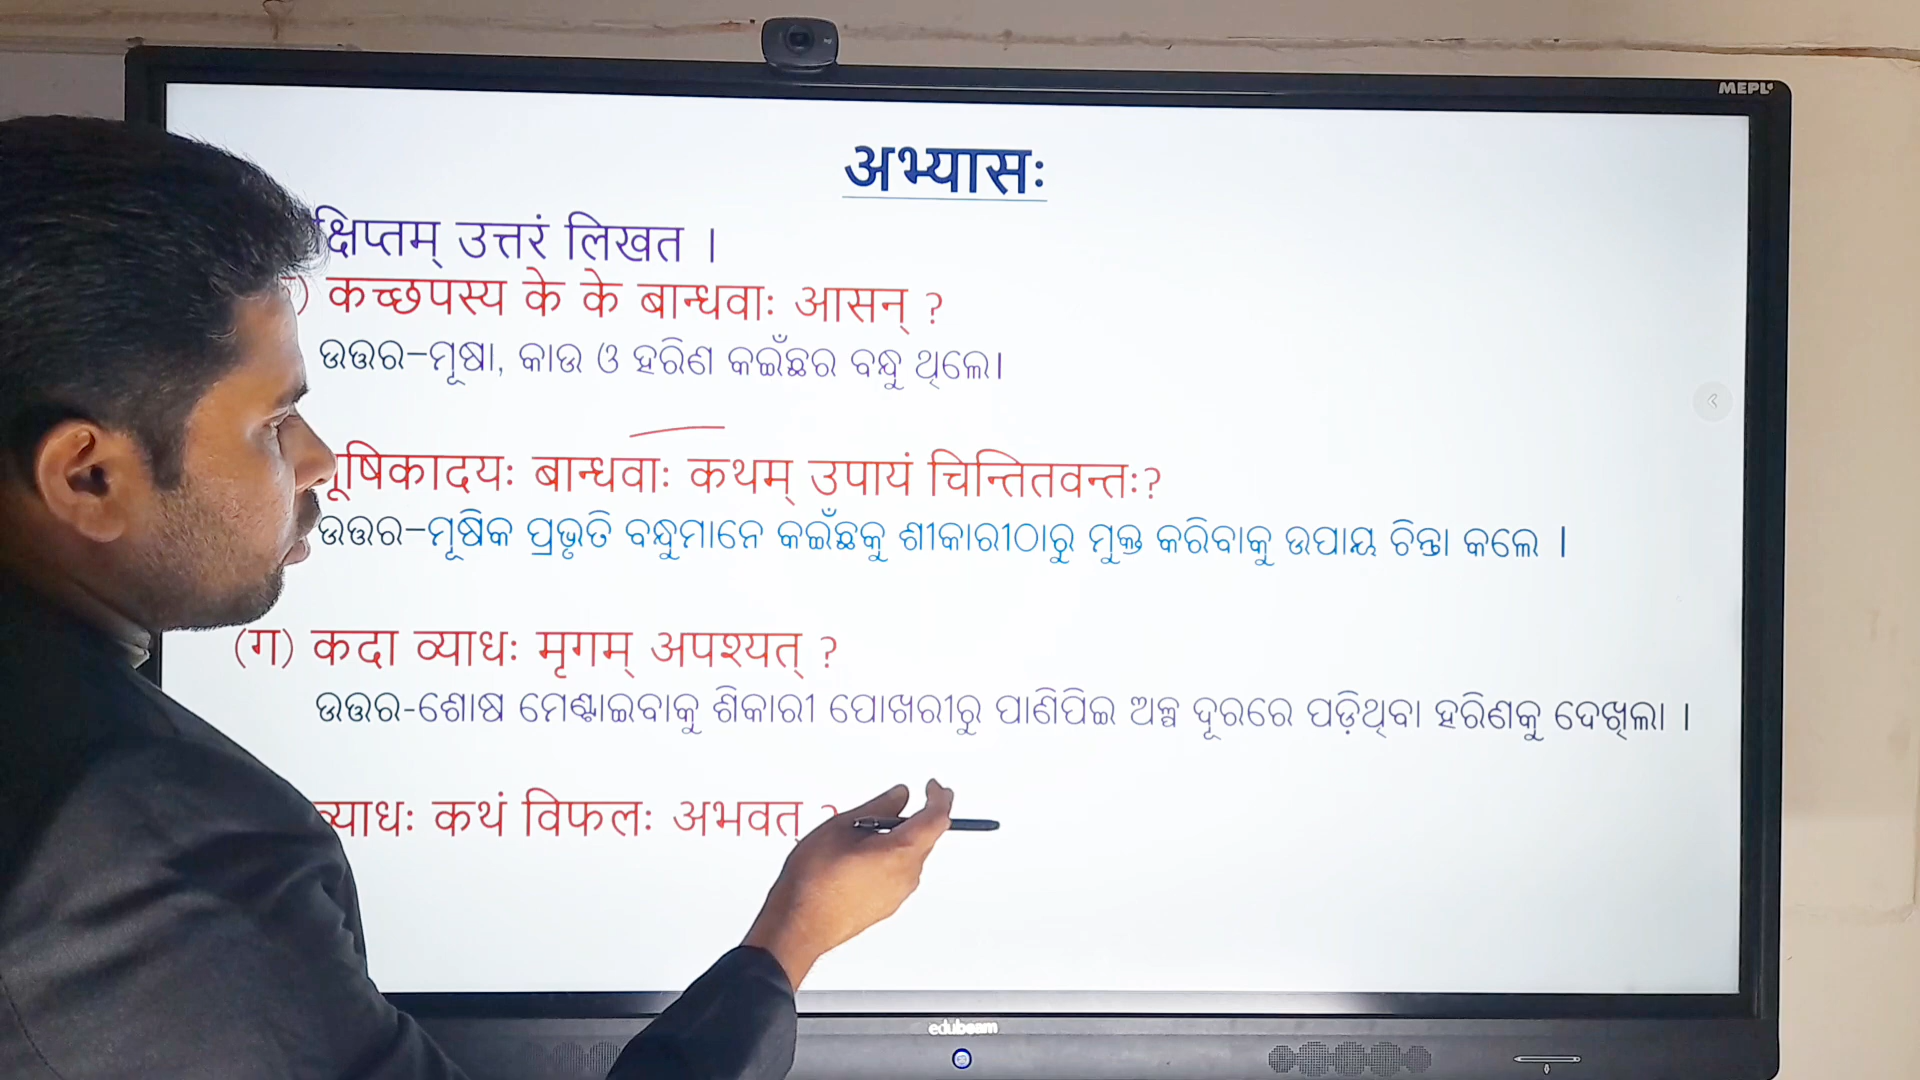 MEPL
अभ्यासः
उत्तरं लिखत ।
कच्छपस्य के के बान्धवाः आसन् ?
ଉତ୍ତର–ମୂଷା, କାଉ ଓ ହରିଣ କଇଁଛର ବନ୍ଧୁ ଥିଲେ।
बान्धवाः कथम् उपायं चिन्तितवन्तः?
ଉତ୍ତର–ମୂଷିକ ପ୍ରଭୃତି ବନ୍ଧୁମାନେ କଇଁଛକୁ ଶୀକାରୀଠାରୁ ମୁକ୍ତ କରିବାକୁ ଉପାୟ ଚିନ୍ତା କଲେ ।
(ग) कदा व्याधः मृगम् अपश्यत् ?
ଉତ୍ତର-ଶୋଷ ମେଣ୍ଟାଇବାକୁ ଶିକାରୀ ପୋଖରୀରୁ ପାଣିପିଇ ଅଳ୍ପ ଦୂରରେ ପଡ଼ିଥିବା ହରିଣକୁ ଦେଖିଲା ।
व्याधः कथं विफलः अभवत् ?
edubeam